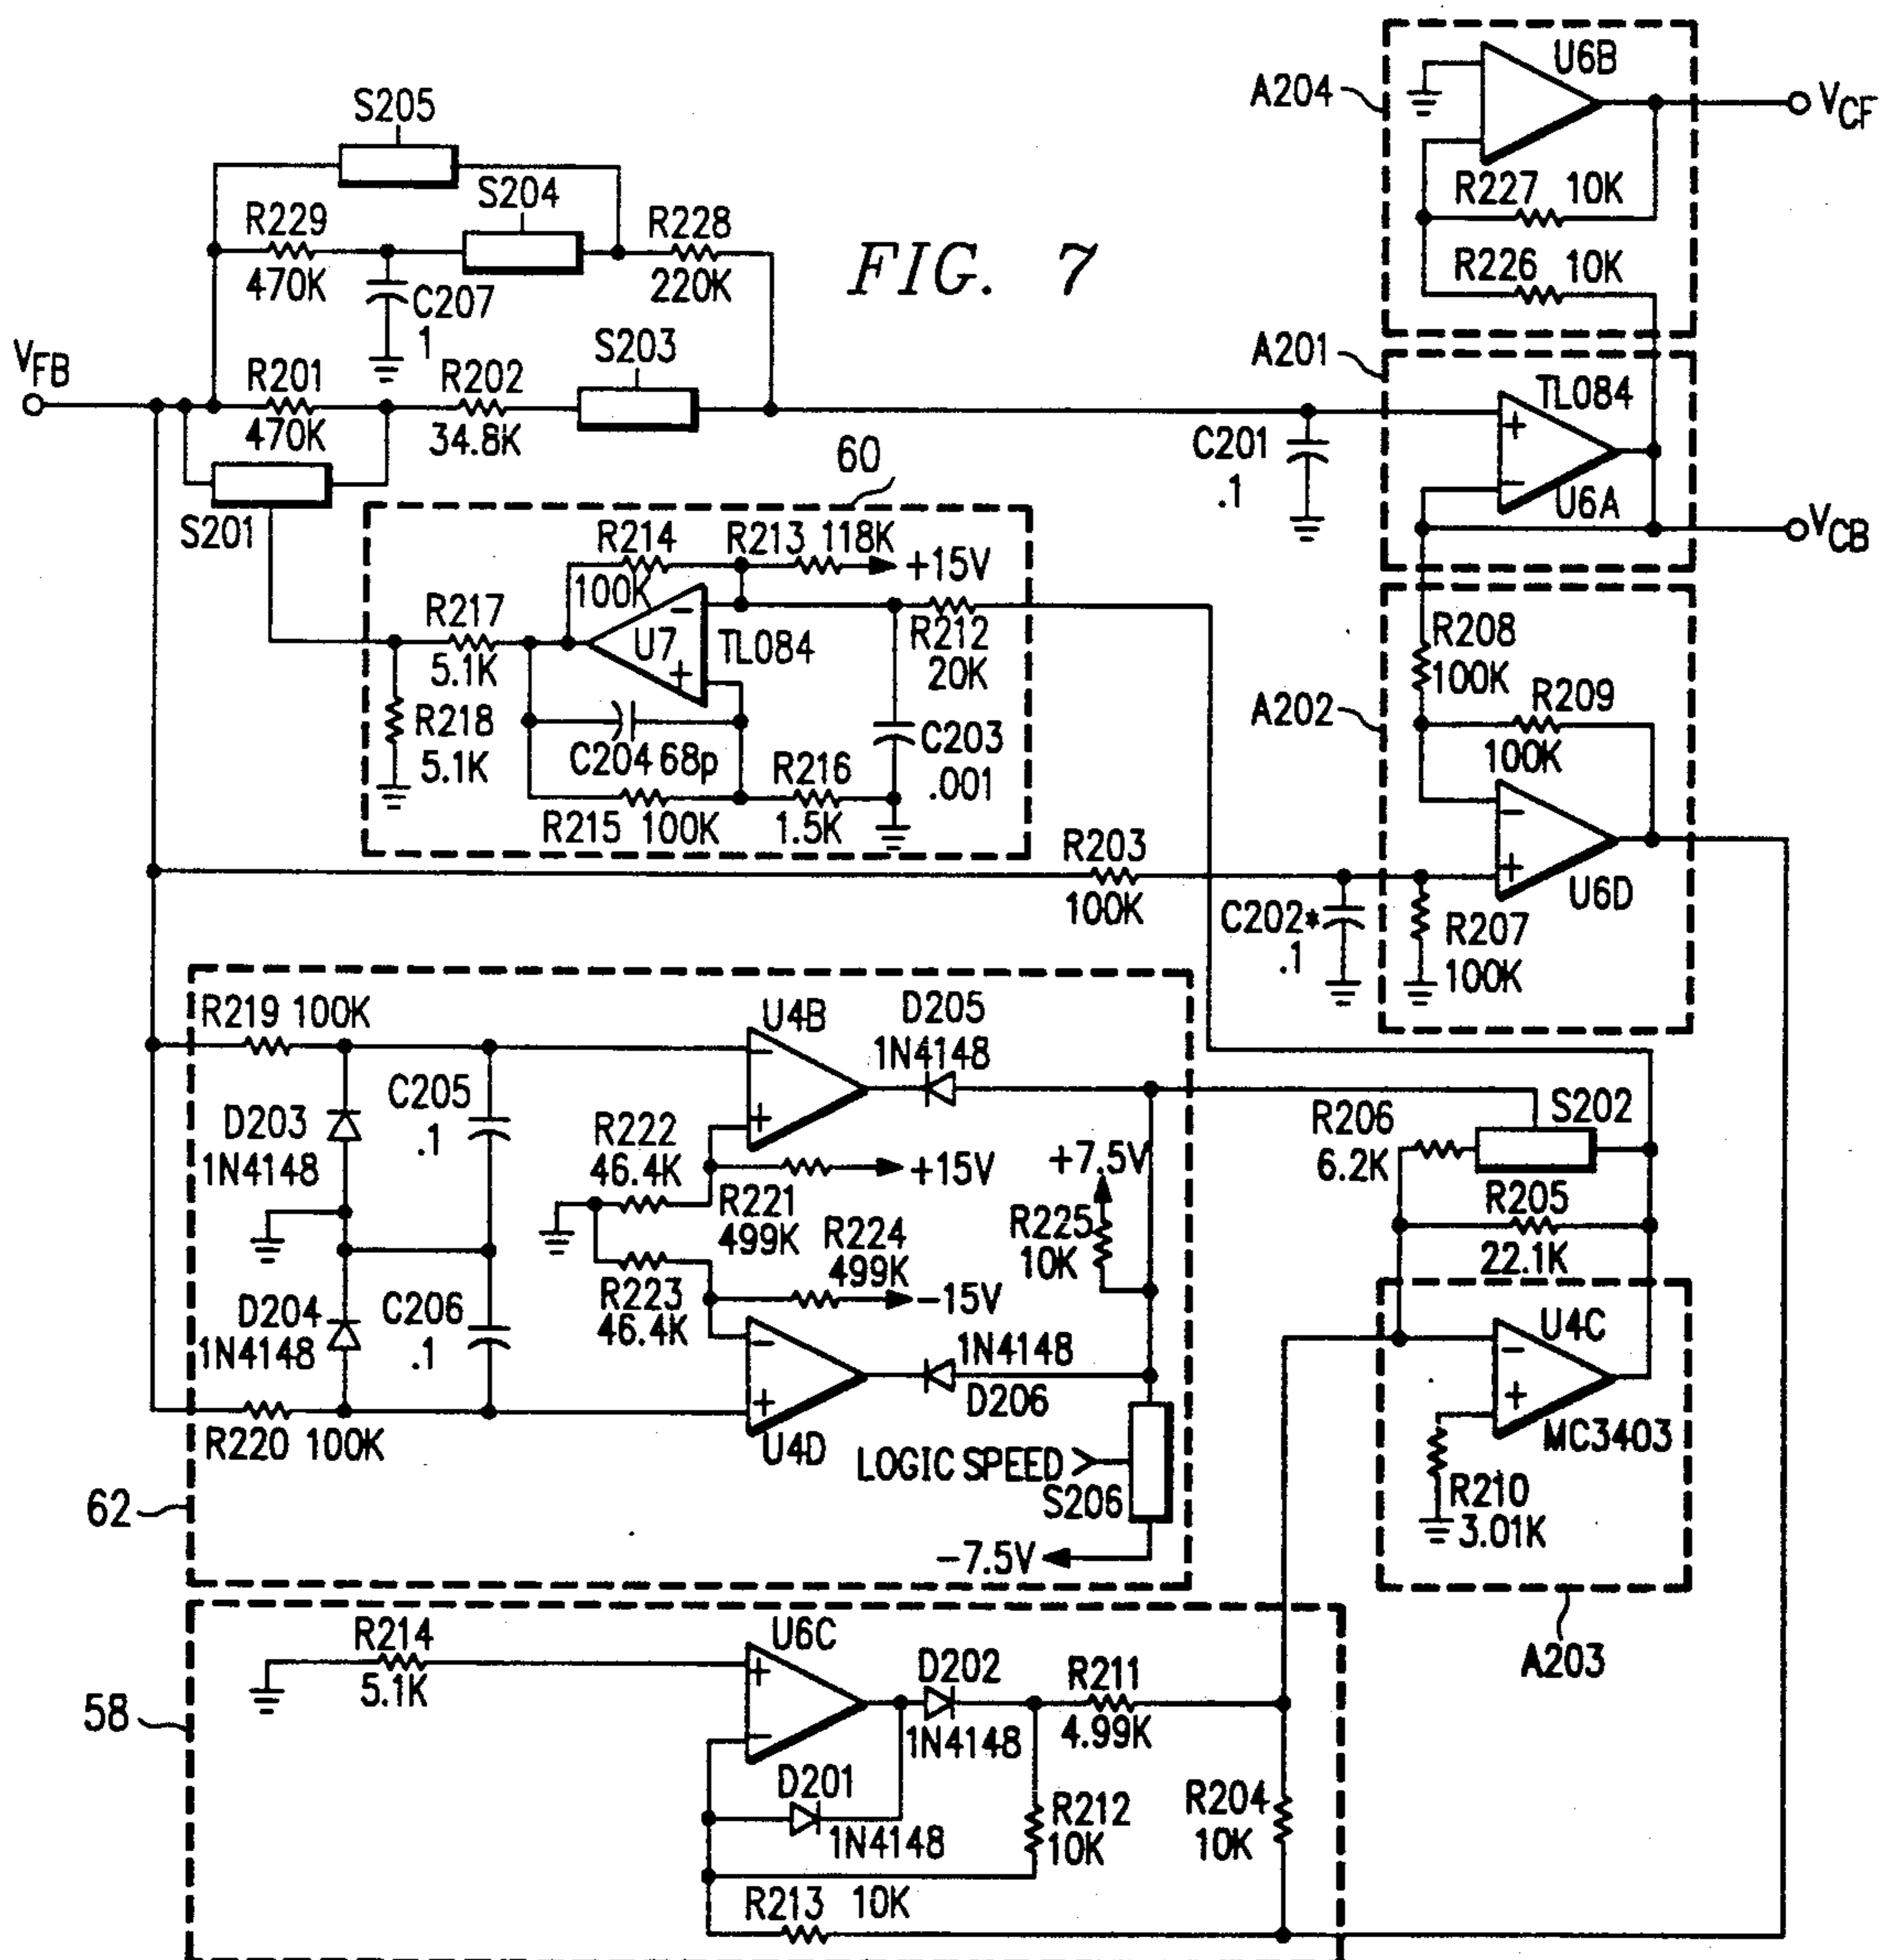 FIG. 7
S205
S204
R229
470K
R228
220K
C207
1
S203
VFB
R201
470K
R202
34.8K
S201
C201
.1
A204
U6B
VCF
R227 10K
R226 10K
A201
TL084
+
-
U6A
VCB
60
R214
100K
R213 118K
+15V
R217
5.1K
-
U7
+
TL084
R212
20K
R218
5.1K
C204 68p
R216
1.5K
C203
.001
R215 100K
R208
100K
A202
R209
100K
-
+
U6D
R203
100K
C202*
.1
R207
100K
R219 100K
U4B
D205
1N4148
-
+
C205
.1
D203
1N4148
R222
46.4K
+15V
R221
499K
+7.5V
R225
10K
R224
499K
-15V
R223
46.4K
D204
1N4148
C206
.1
-
+
1N4148
D206
R220 100K
U4D
LOGIC SPEED
S206
-7.5V
62
R206
6.2K
S202
R205
22.1K
U4C
-
+
MC3403
R210
3.01K
A203
58
R214
5.1K
U6C
+
-
D202
1N4148
R211
4.99K
D201
1N4148
R212
10K
R204
10K
R213 10K